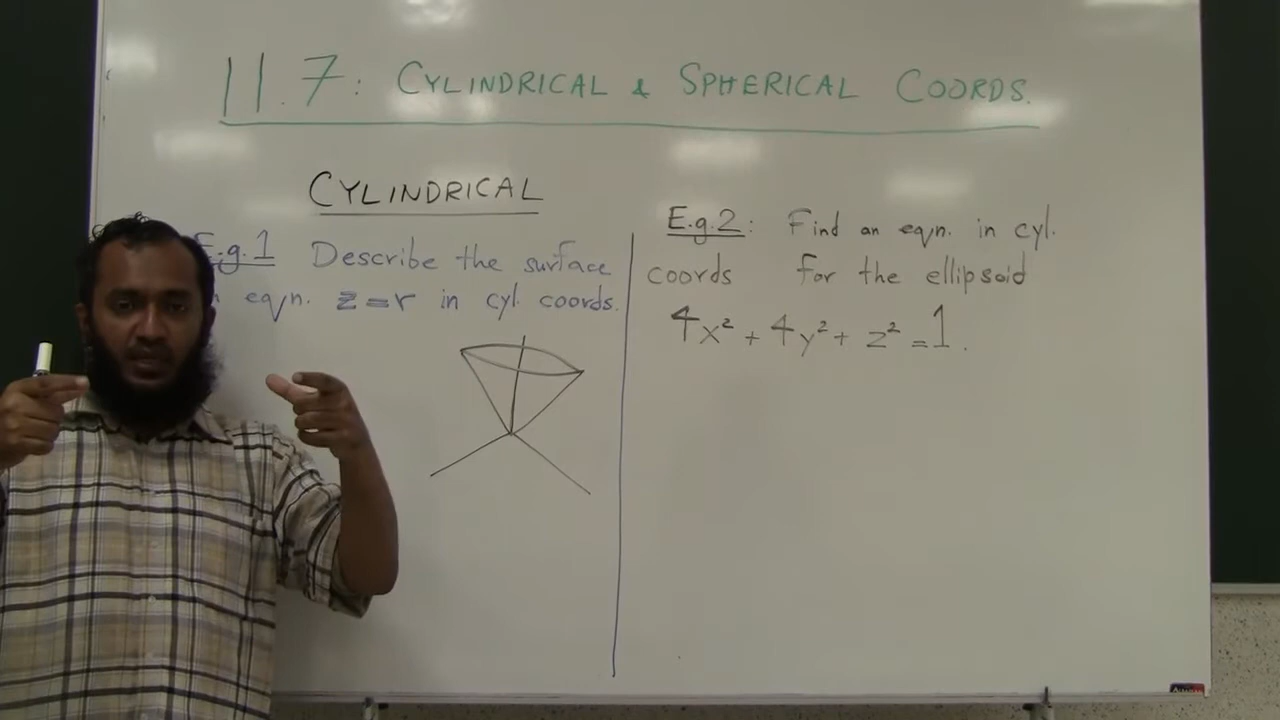 11.7: CYLINDRICAL & SPHERICAL COORDS.
CYLINDRICAL
E.g.1 Describe the surface
eqn. z=r in cyl. coords.
E.g.2: Find an eqn. in cyl.
coords for the ellipsoid
4x² + 4y² + z² = 1.